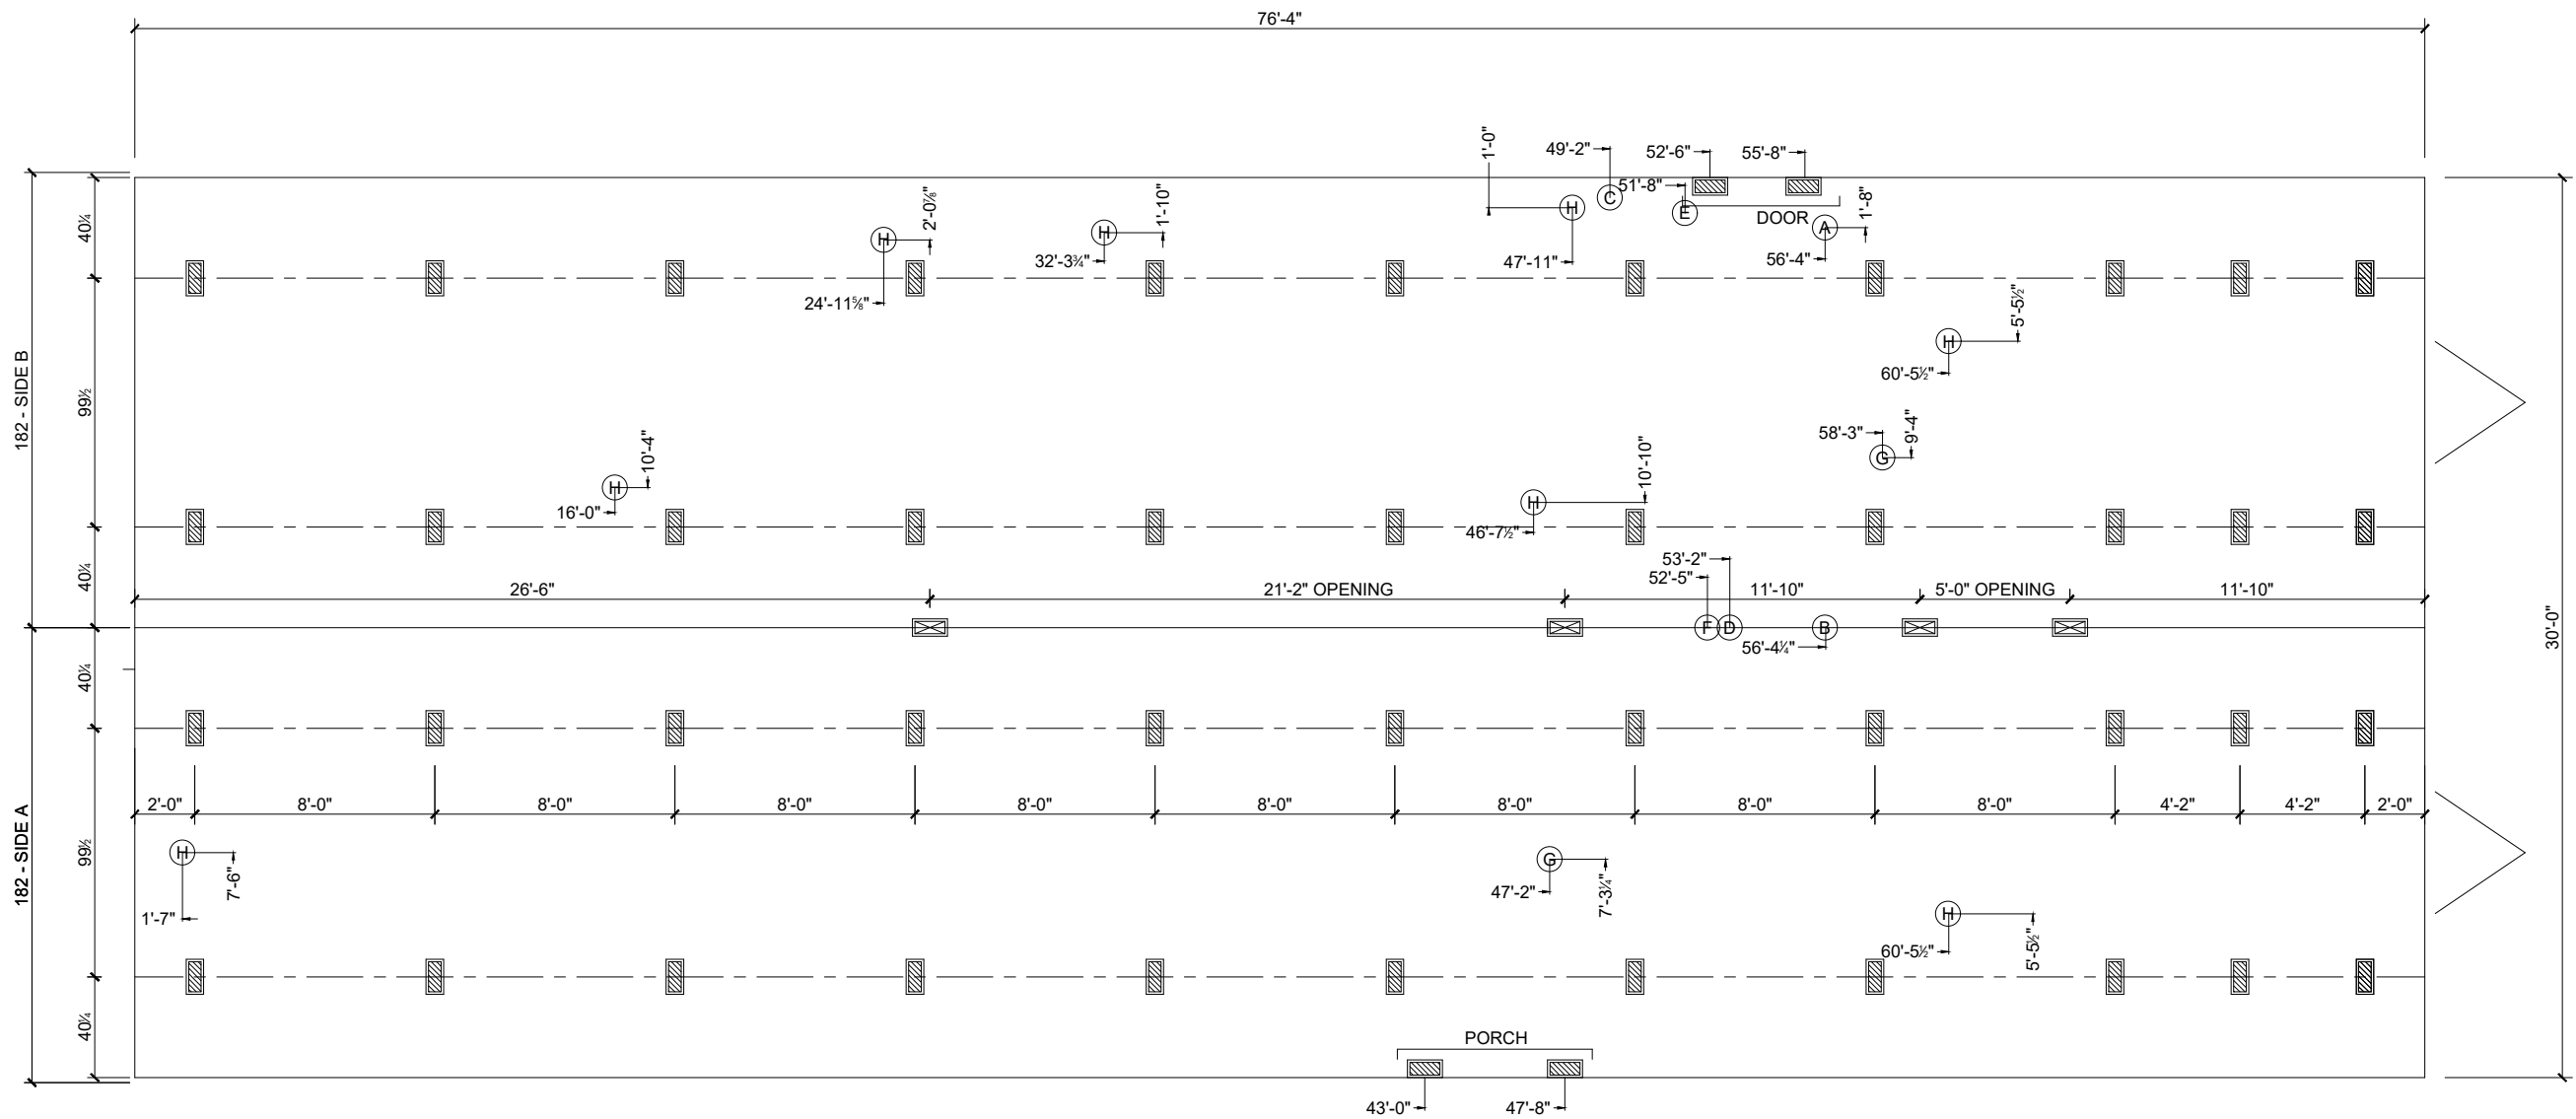 76'-4"
1'-0"
49'-2"
52'-6"
55'-8"
51'-8"
C
H
E
DOOR
A
1'-8"
40¼
2'-0⅞"
1'-10"
H
H
32'-3¾"
47'-11"
56'-4"
24'-11⅝"
5'-5½"
H
60'-5½"
182 - SIDE B
99½
58'-3"
9'-4"
G
10'-4"
H
16'-0"
10'-10"
H
46'-7½"
53'-2"
52'-5"
40¼
26'-6"
21'-2" OPENING
11'-10"
5'-0" OPENING
11'-10"
F
D
B
56'-4¼"
30'-0"
40¼
2'-0"
8'-0"
8'-0"
8'-0"
8'-0"
8'-0"
8'-0"
8'-0"
8'-0"
4'-2"
4'-2"
2'-0"
182 - SIDE A
99½
H
7'-6"
1'-7"
G
47'-2"
7'-3¼"
H
60'-5½"
5'-5½"
40¼
PORCH
43'-0"
47'-8"